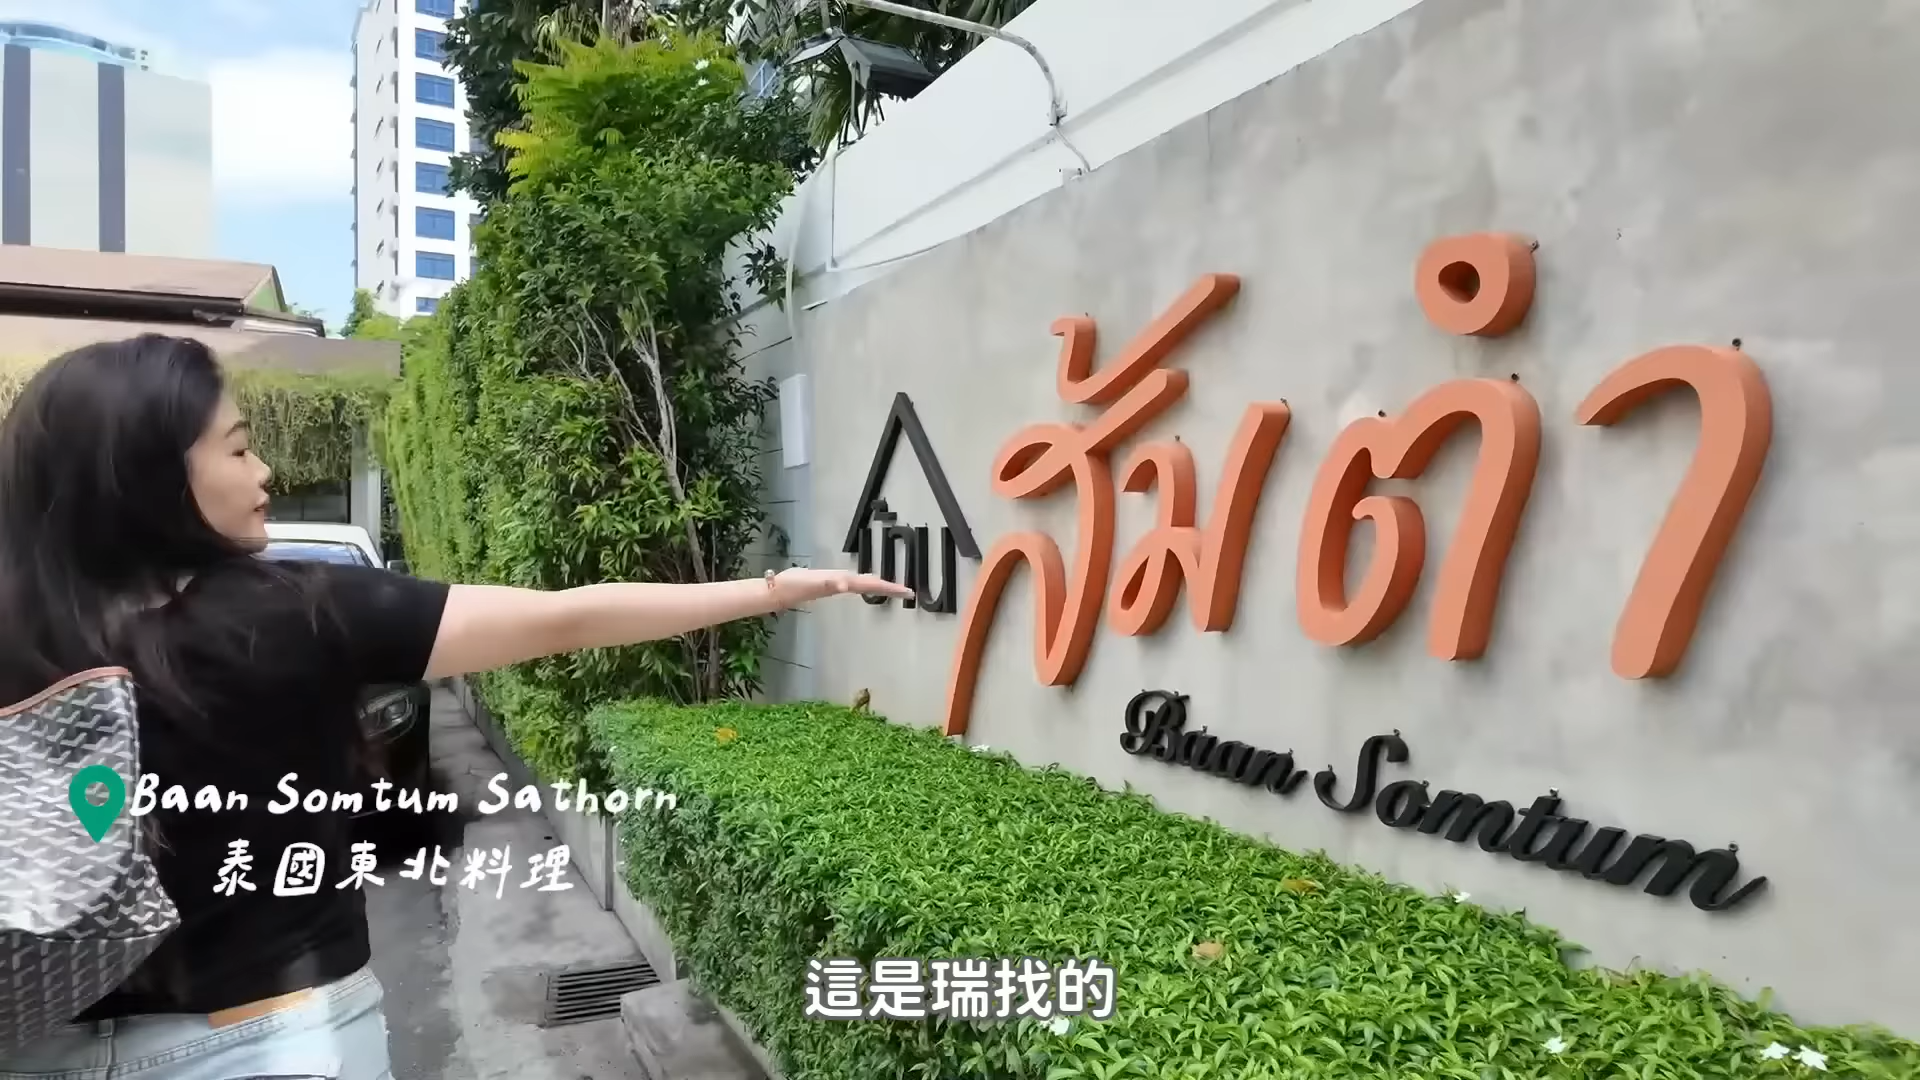 บ้าน
ส้มตำ
Baan Somtum
Baan Somtum Sathorn
泰國東北料理
這是瑞找的